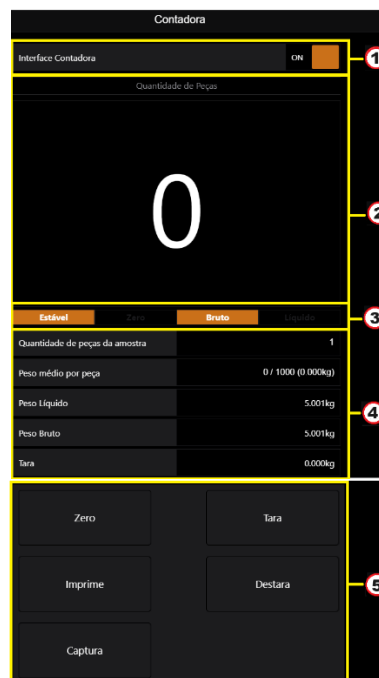 Contadora
Interface Contadora ON
1
Quantidade de Peças
0
2
Estável Zero Bruto Líquido
3
Quantidade de peças da amostra 1
Peso médio por peça 0 / 1000 (0 000kg)
Peso Líquido 5.001kg
4
Peso Bruto 5.001kg
Tara 0.000kg
Zero Tara
Imprime Destara
5
Captura